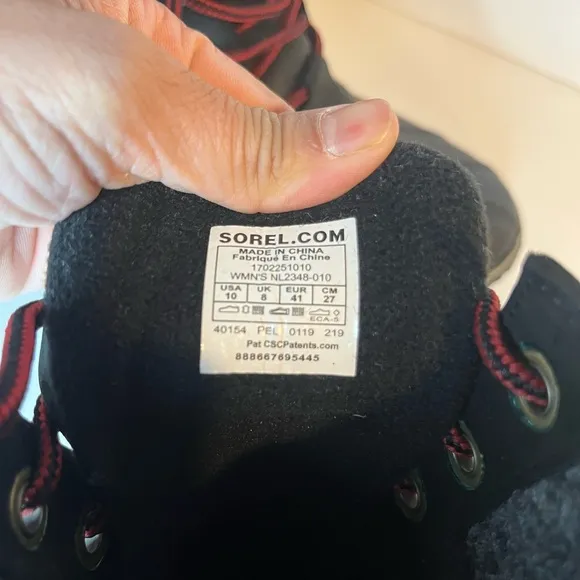 SOREL.COM
MADE IN CHINA
Fabriqué En Chine
1702251010
WMN'S NL2348-010
USA UK EUR CM
10 8 41 27
ECA-S
40154 PEL 0119 219
Pat CSCPatents.com
888667695445